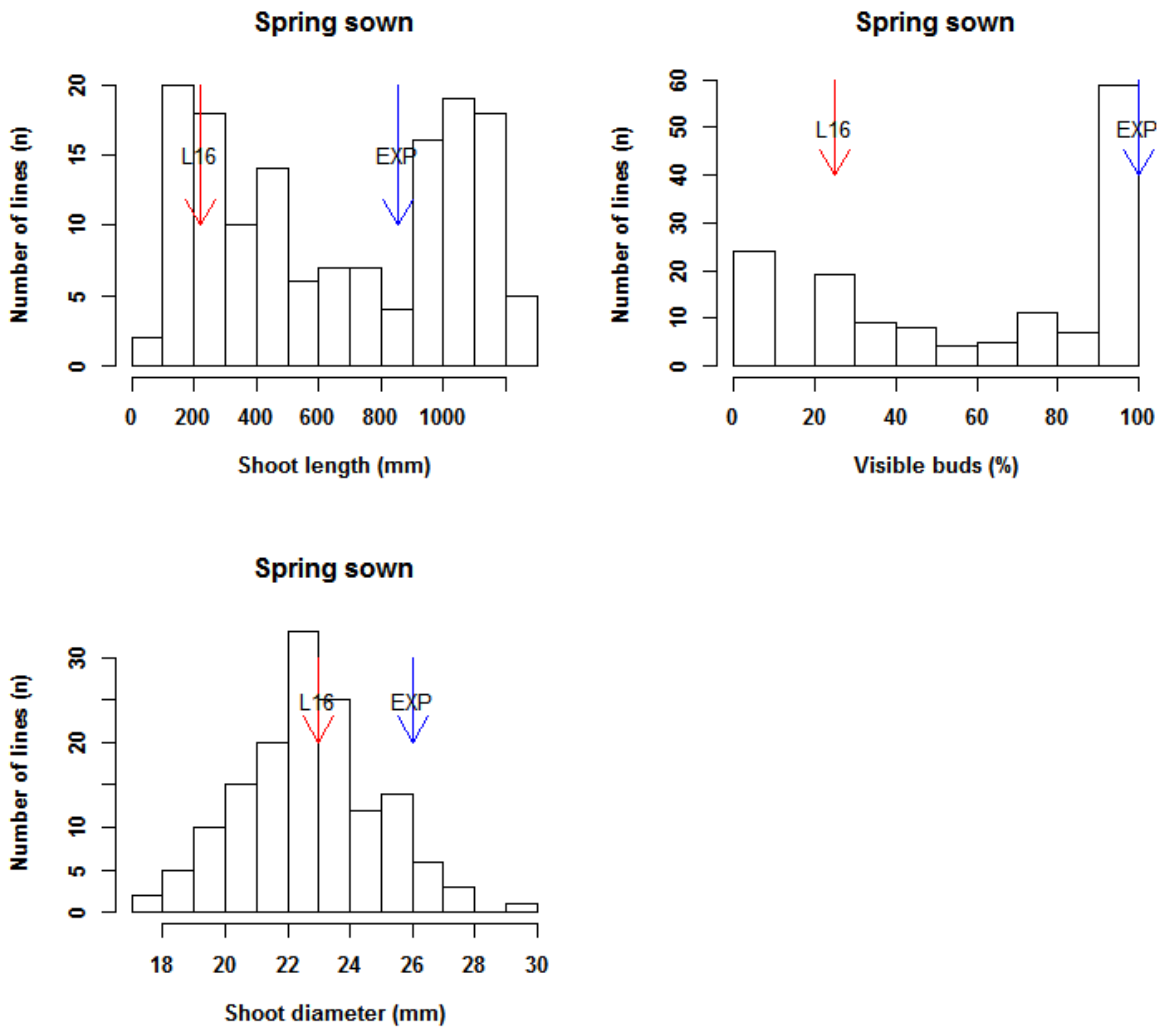 Spring sown
Number of lines (n)
20
15
10
5
0
L16
EXP
0 200 400 600 800 1000
Shoot length (mm)
Spring sown
Number of lines (n)
60
50
40
30
20
10
0
L16
EXP
0 20 40 60 80 100
Visible buds (%)
Spring sown
Number of lines (n)
30
20
10
5
0
L16
EXP
18 20 22 24 26 28 30
Shoot diameter (mm)